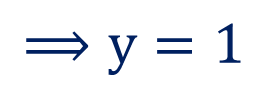 ⟹ y = 1